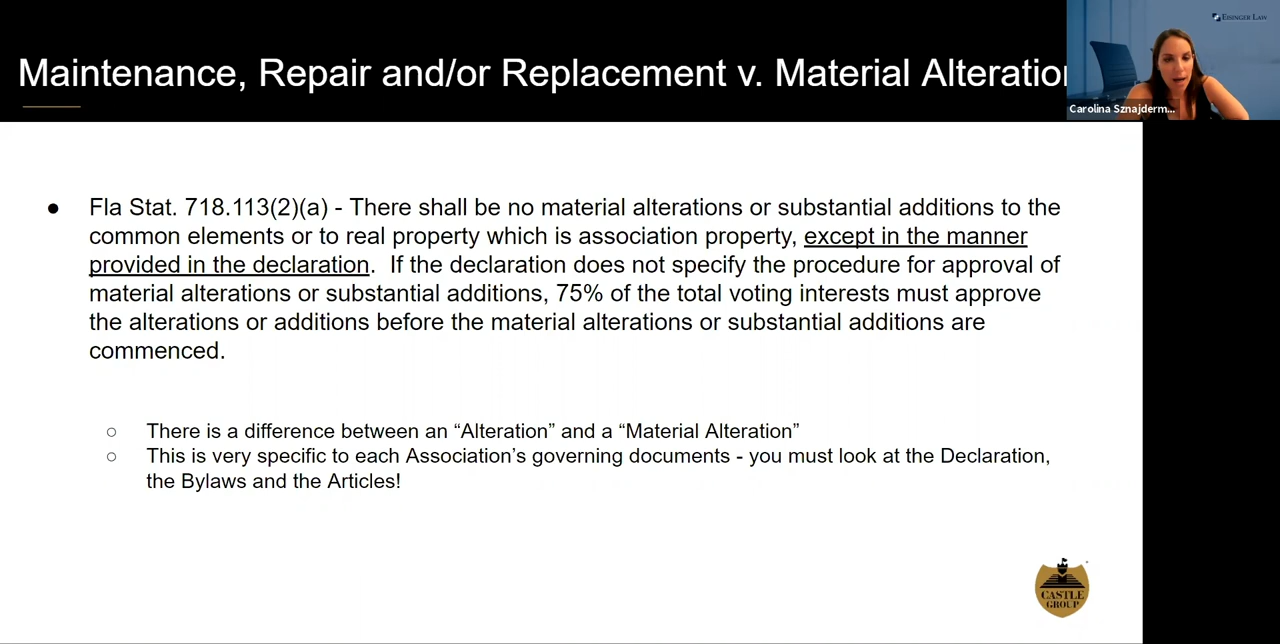 Maintenance, Repair and/or Replacement v. Material Alteratio
EISINGER LAW
Carolina Sznajderm...
● Fla Stat. 718.113(2)(a) - There shall be no material alterations or substantial additions to the
common elements or to real property which is association property, except in the manner
provided in the declaration.  If the declaration does not specify the procedure for approval of
material alterations or substantial additions, 75% of the total voting interests must approve
the alterations or additions before the material alterations or substantial additions are
commenced.
○ There is a difference between an “Alteration” and a “Material Alteration”
○ This is very specific to each Association’s governing documents - you must look at the Declaration,
the Bylaws and the Articles!
CASTLE
GROUP